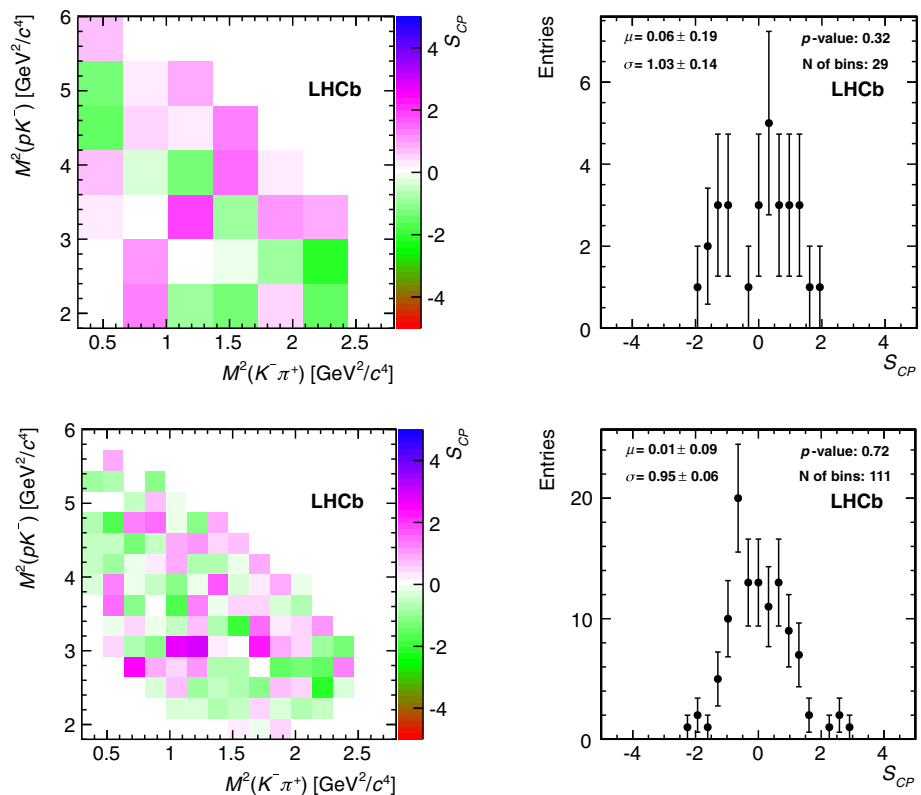 M²(pK⁻) [GeV²/c⁴]
6
5
4
3
2
0.5 1 1.5 2 2.5
M²(K⁻π⁺) [GeV²/c⁴]
LHCb
4
2
0
-2
-4
S_CP
Entries
μ= 0.06 ± 0.19
σ= 1.03 ± 0.14
p-value: 0.32
N of bins: 29
LHCb
6
4
2
0
-4 -2 0 2 4
S_CP
M²(pK⁻) [GeV²/c⁴]
6
5
4
3
2
0.5 1 1.5 2 2.5
M²(K⁻π⁺) [GeV²/c⁴]
LHCb
4
2
0
-2
-4
S_CP
Entries
μ= 0.01 ± 0.09
σ= 0.95 ± 0.06
p-value: 0.72
N of bins: 111
LHCb
20
10
0
-4 -2 0 2 4
S_CP